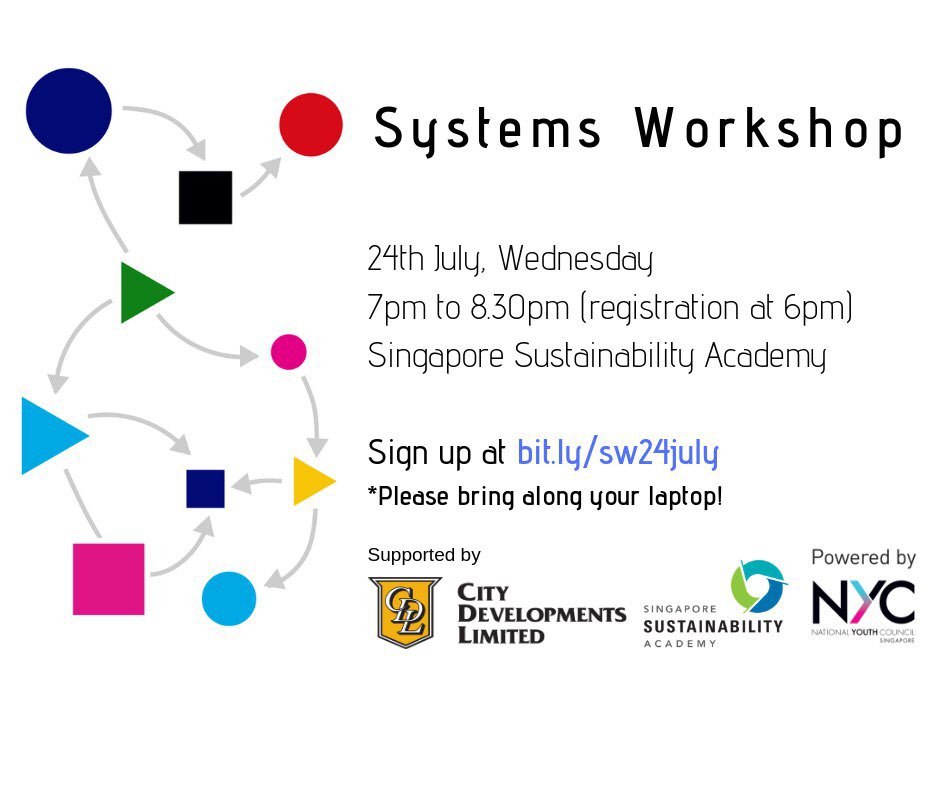 Systems Workshop
24th July, Wednesday
7pm to 8.30pm (registration at 6pm)
Singapore Sustainability Academy
Sign up at bit.ly/sw24july
*Please bring along your laptop!
Supported by
CDL
CITY
DEVELOPMENTS
LIMITED
SINGAPORE
SUSTAINABILITY
ACADEMY
Powered by
NYC
NATIONAL YOUTH COUNCIL
SINGAPORE